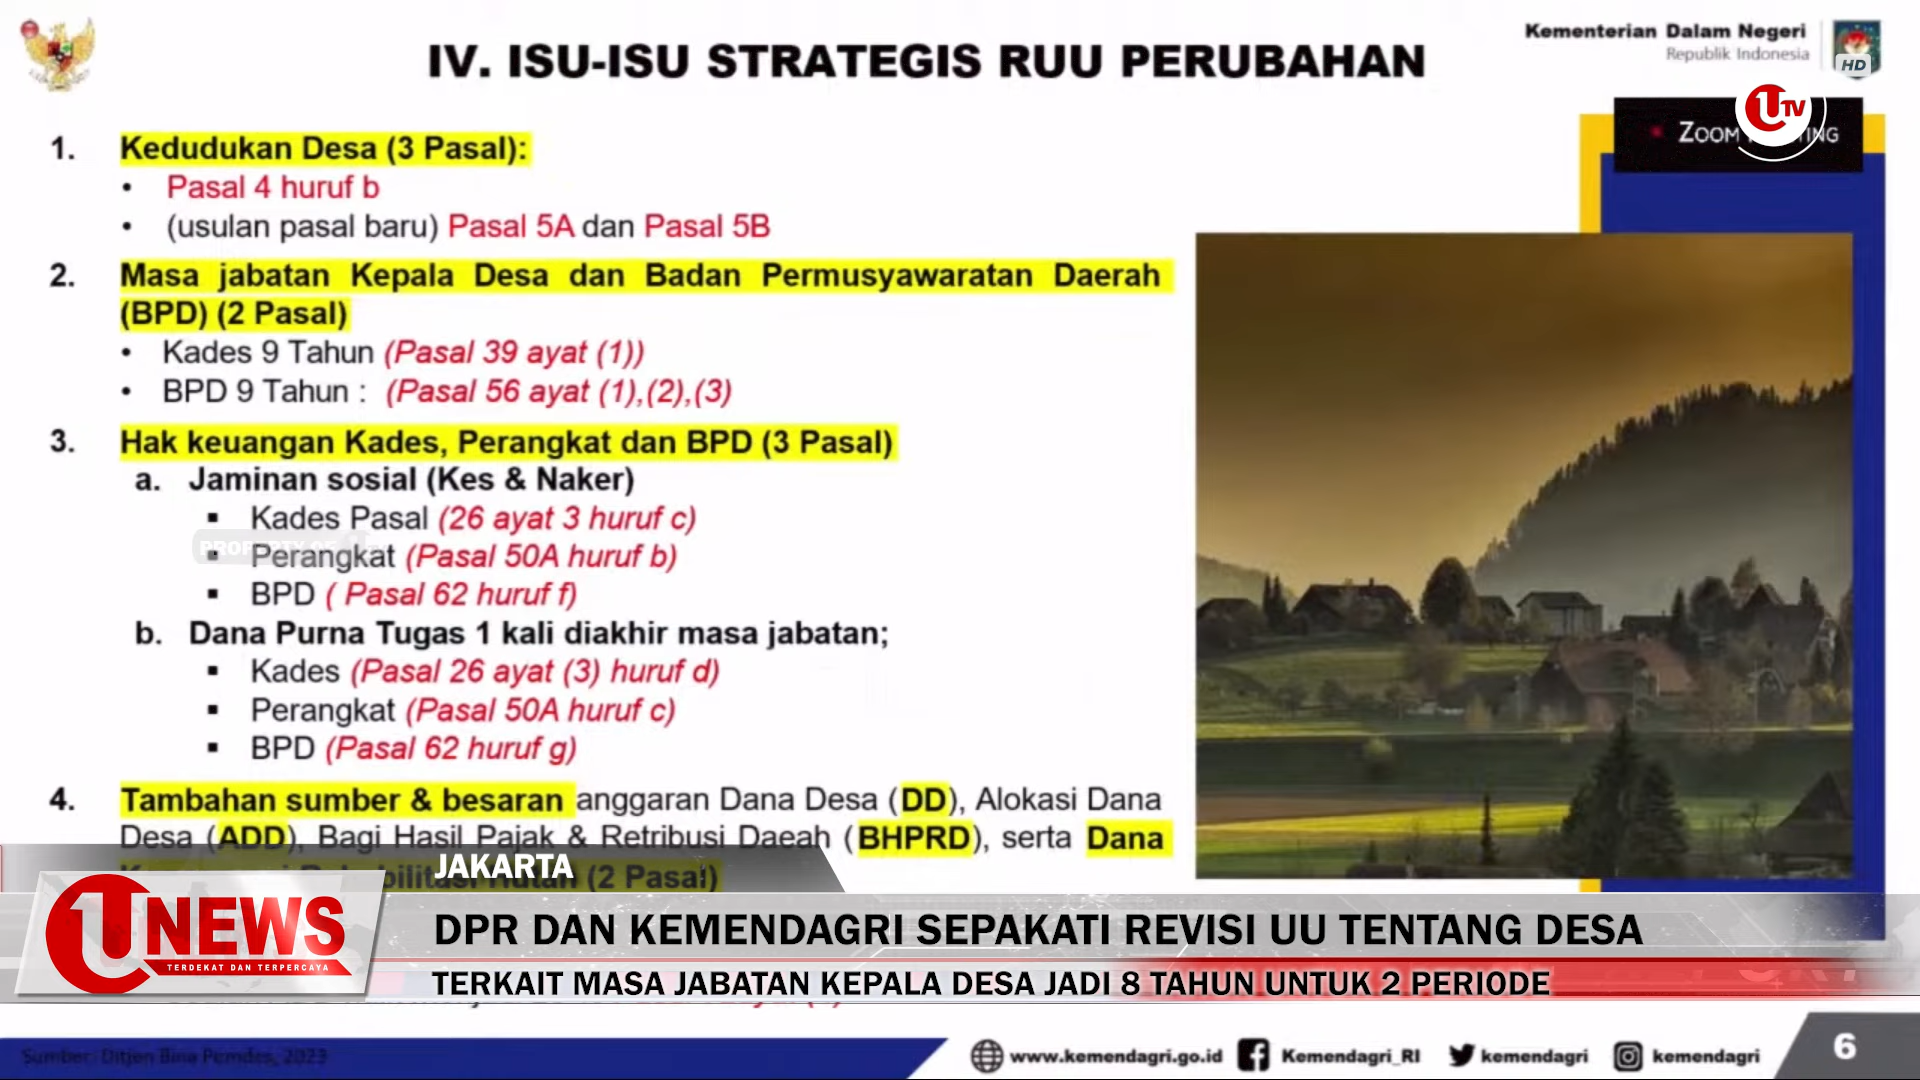 IV. ISU-ISU STRATEGIS RUU PERUBAHAN
Kementerian Dalam Negeri
Republik Indonesia
HD
U TV
ZOOM
1. Kedudukan Desa (3 Pasal):
• Pasal 4 huruf b
• (usulan pasal baru) Pasal 5A dan Pasal 5B
2. Masa jabatan Kepala Desa dan Badan Permusyawaratan Daerah
(BPD) (2 Pasal)
• Kades 9 Tahun (Pasal 39 ayat (1))
• BPD 9 Tahun : (Pasal 56 ayat (1),(2),(3)
3. Hak keuangan Kades, Perangkat dan BPD (3 Pasal)
a. Jaminan sosial (Kes & Naker)
▪ Kades Pasal (26 ayat 3 huruf c)
PROPERTY OF
▪ Perangkat (Pasal 50A huruf b)
▪ BPD ( Pasal 62 huruf f)
b. Dana Purna Tugas 1 kali diakhir masa jabatan;
▪ Kades (Pasal 26 ayat (3) huruf d)
▪ Perangkat (Pasal 50A huruf c)
▪ BPD (Pasal 62 huruf g)
4. Tambahan sumber & besaran anggaran Dana Desa (DD), Alokasi Dana
Desa (ADD), Bagi Hasil Pajak & Retribusi Daeah (BHPRD), serta Dana
(2 Pasal)
JAKARTA
U NEWS
TERDEKAT DAN TERPERCAYA
DPR DAN KEMENDAGRI SEPAKATI REVISI UU TENTANG DESA
TERKAIT MASA JABATAN KEPALA DESA JADI 8 TAHUN UNTUK 2 PERIODE
Sumber: Ditjen Bina Pemdes, 2023
www.kemendagri.go.id Kemendagri_RI kemendagri kemendagri
6